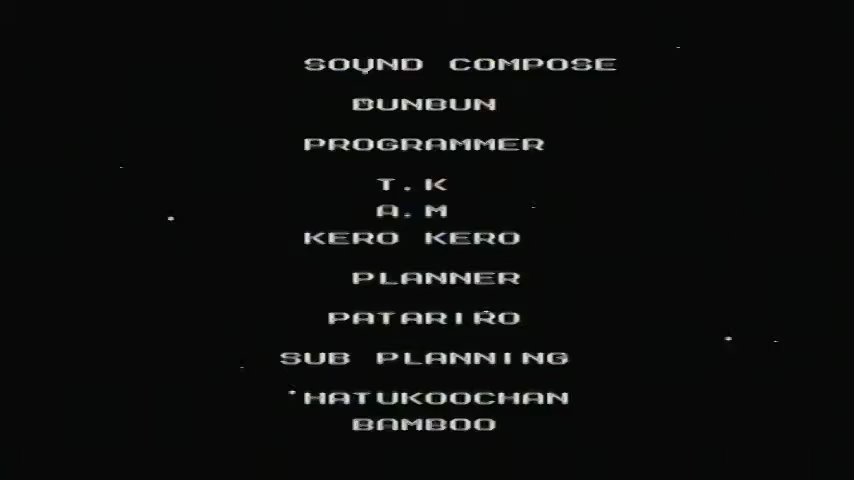 SOUND COMPOSE
BUNBUN
PROGRAMMER
T.K
A.M
KERO KERO
PLANNER
PATARIRO
SUB PLANNING
HATUKOOCHAN
BAMBOO